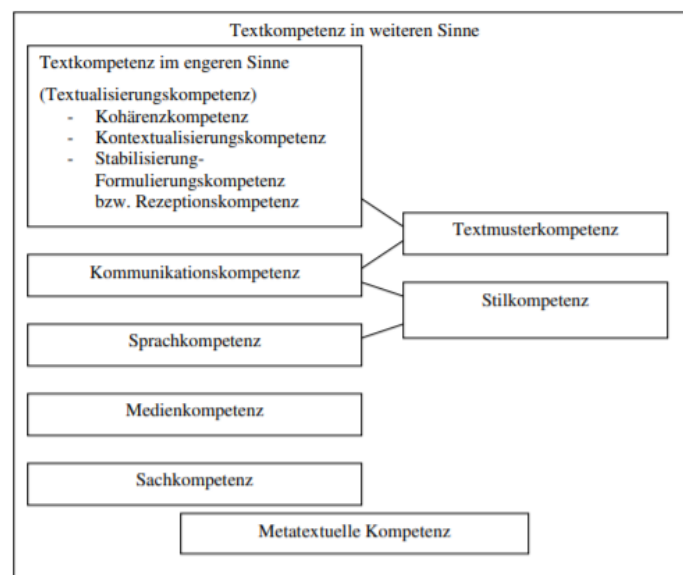 Textkompetenz in weiteren Sinne
Textkompetenz im engeren Sinne
(Textualisierungskompetenz)
- Kohärenzkompetenz
- Kontextualisierungskompetenz
- Stabilisierung-
Formulierungskompetenz
bzw. Rezeptionskompetenz
Textmusterkompetenz
Kommunikationskompetenz
Stilkompetenz
Sprachkompetenz
Medienkompetenz
Sachkompetenz
Metatextuelle Kompetenz